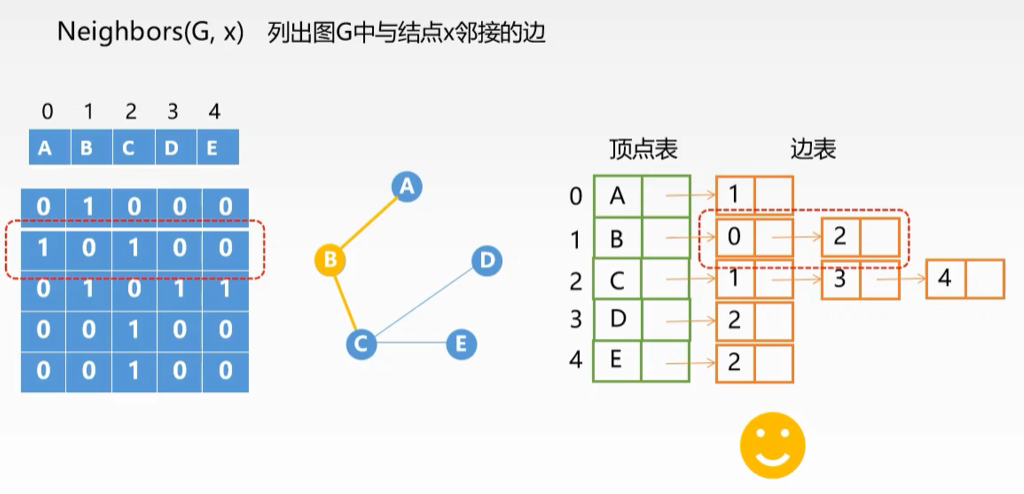 Neighbors(G, x) 列出图G中与结点x邻接的边
0 1 2 3 4
A B C D E
0 1 0 0 0
1 0 1 0 0
0 1 0 1 1
0 0 1 0 0
0 0 1 0 0
A
B
D
C
E
顶点表 边表
0 A 1
1 B 0 2
2 C 1 3 4
3 D 2
4 E 2